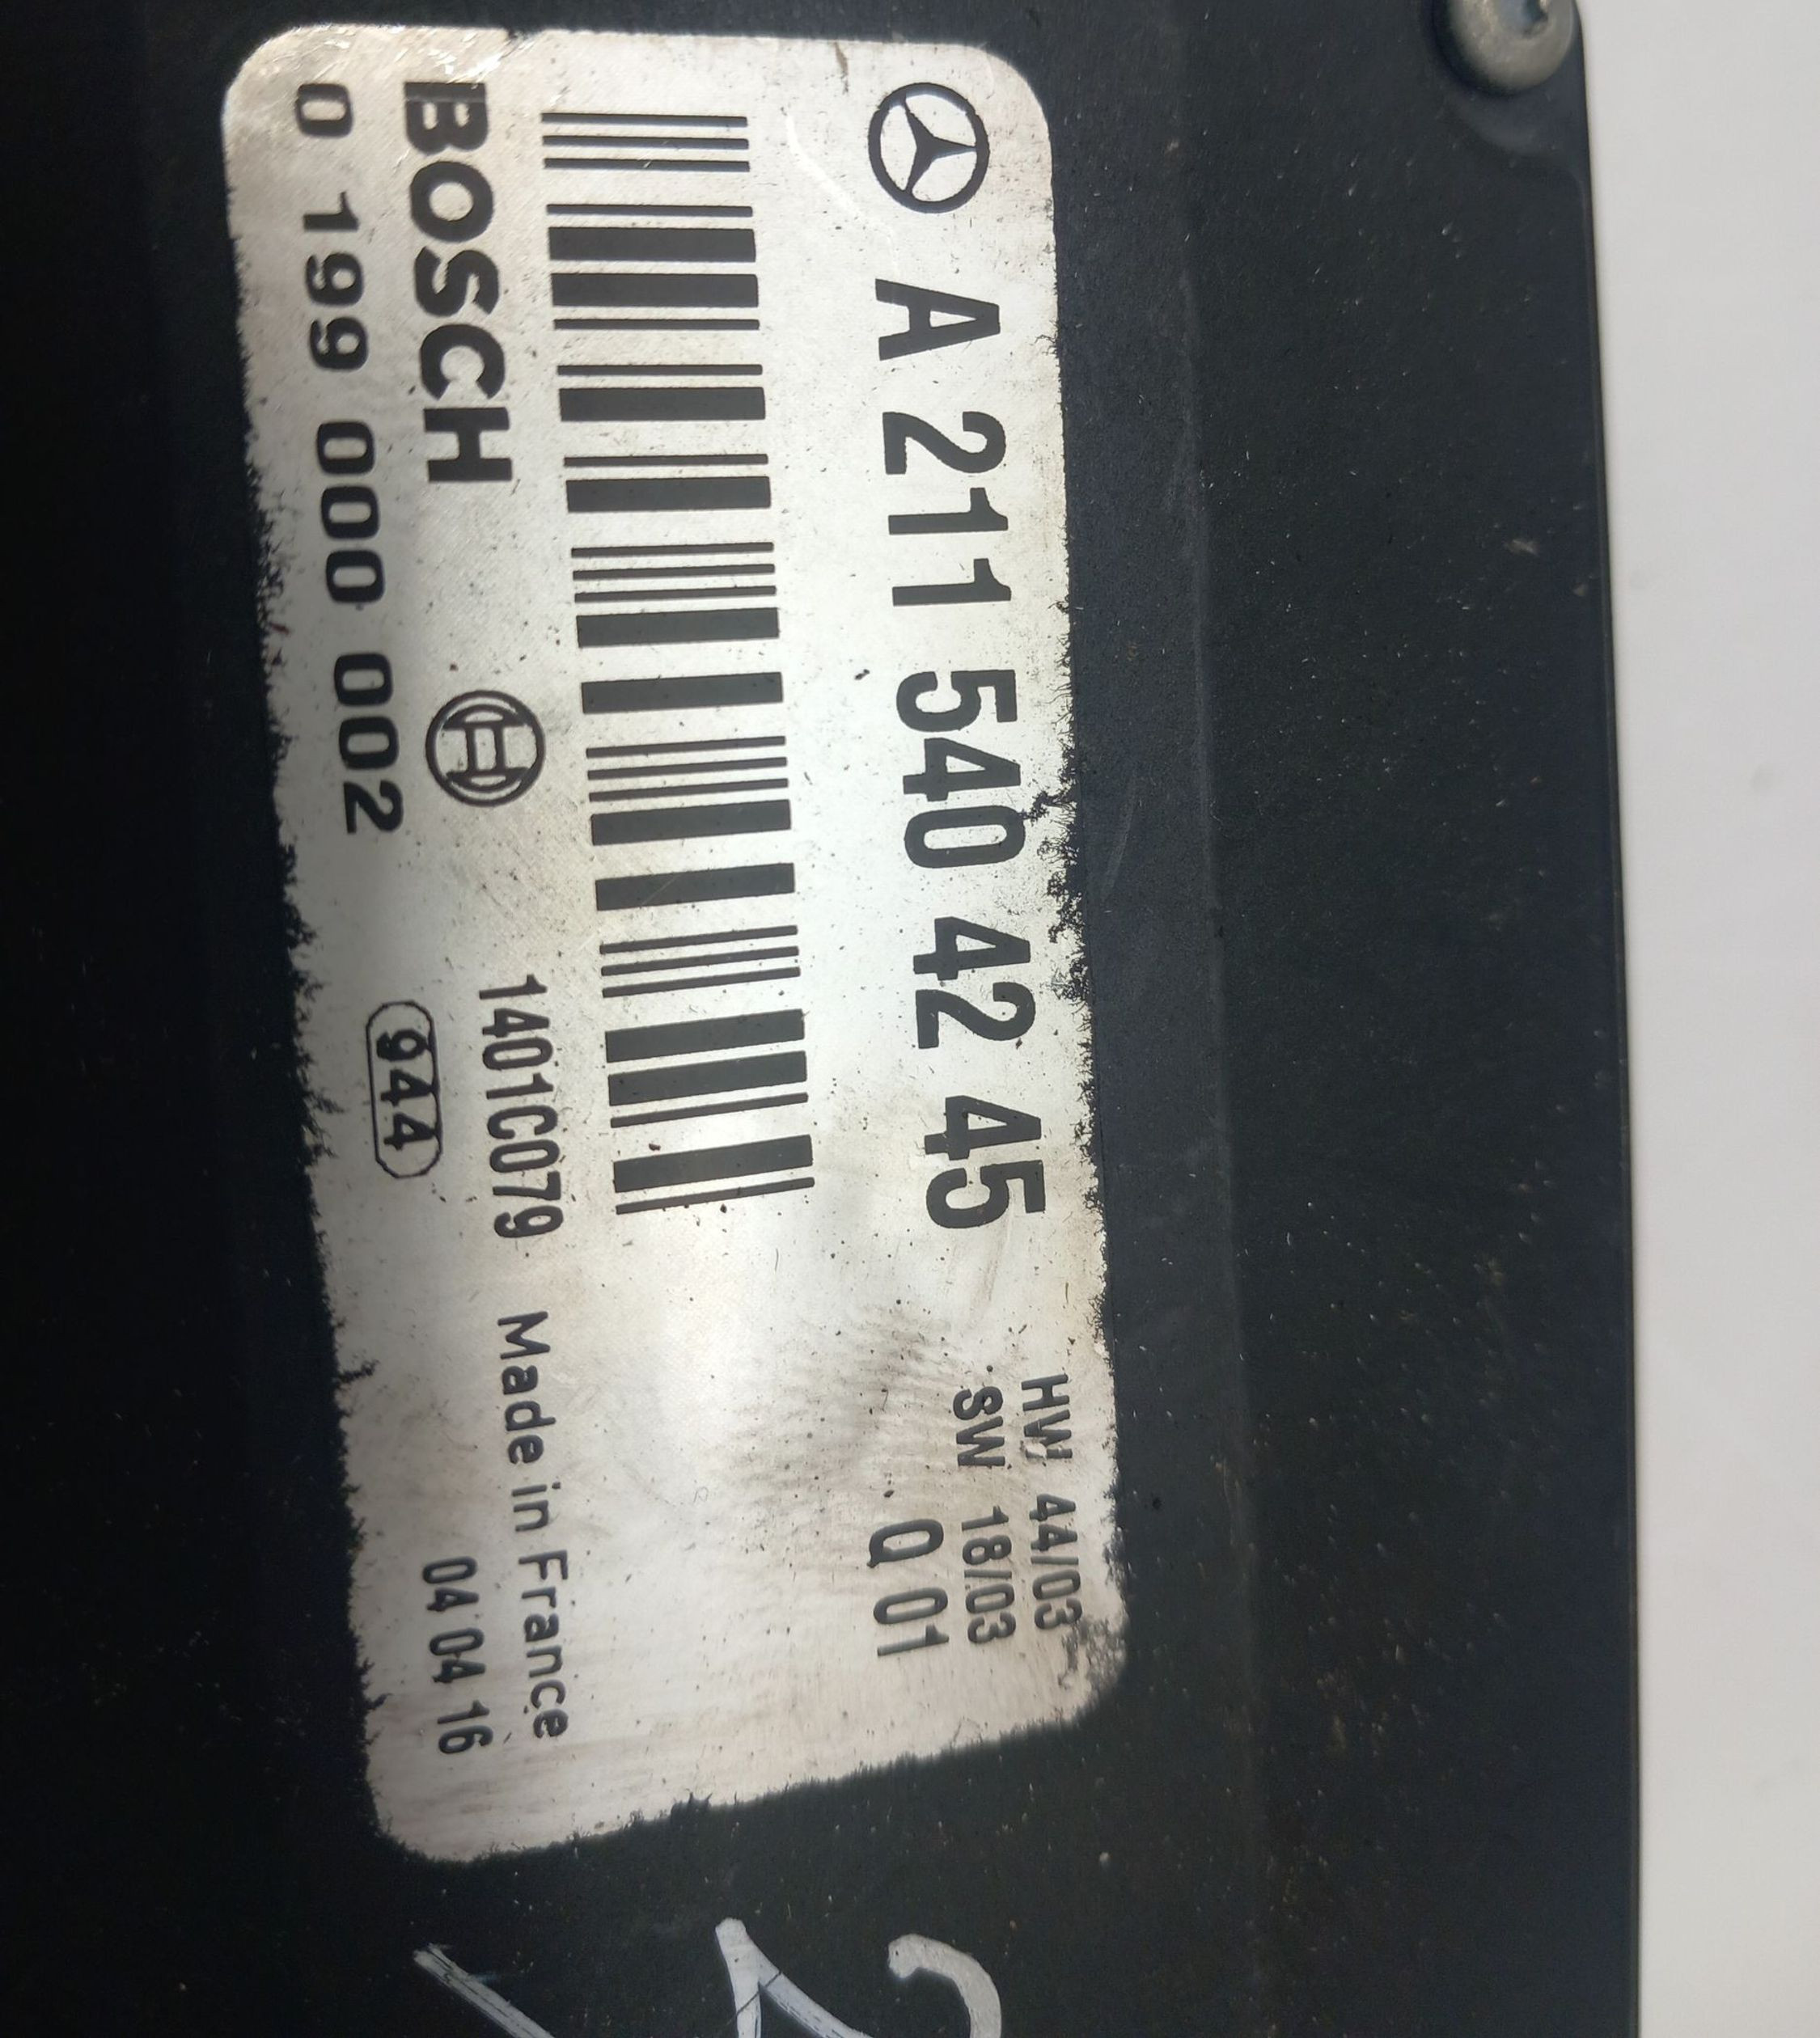 A 211 540 42 45
HW 44/03
SW 18/03
Q 01
BOSCH
1401C079 Made in France
0 199 000 002
944
04 04 16